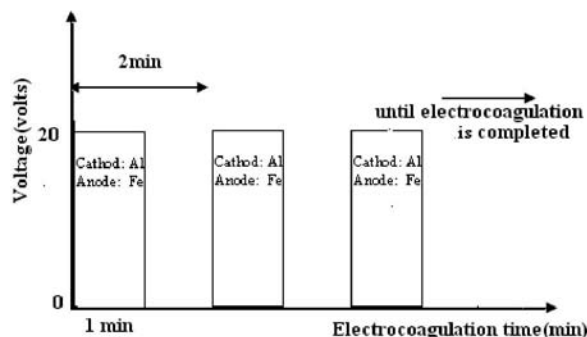 2min
until electrocoagulation
is completed
Voltage(volts)
20
Cathod: Al
Anode: Fe
Cathod: Al
Anode: Fe
Cathod: Al
Anode: Fe
0
1 min
Electrocoagulation time(min)